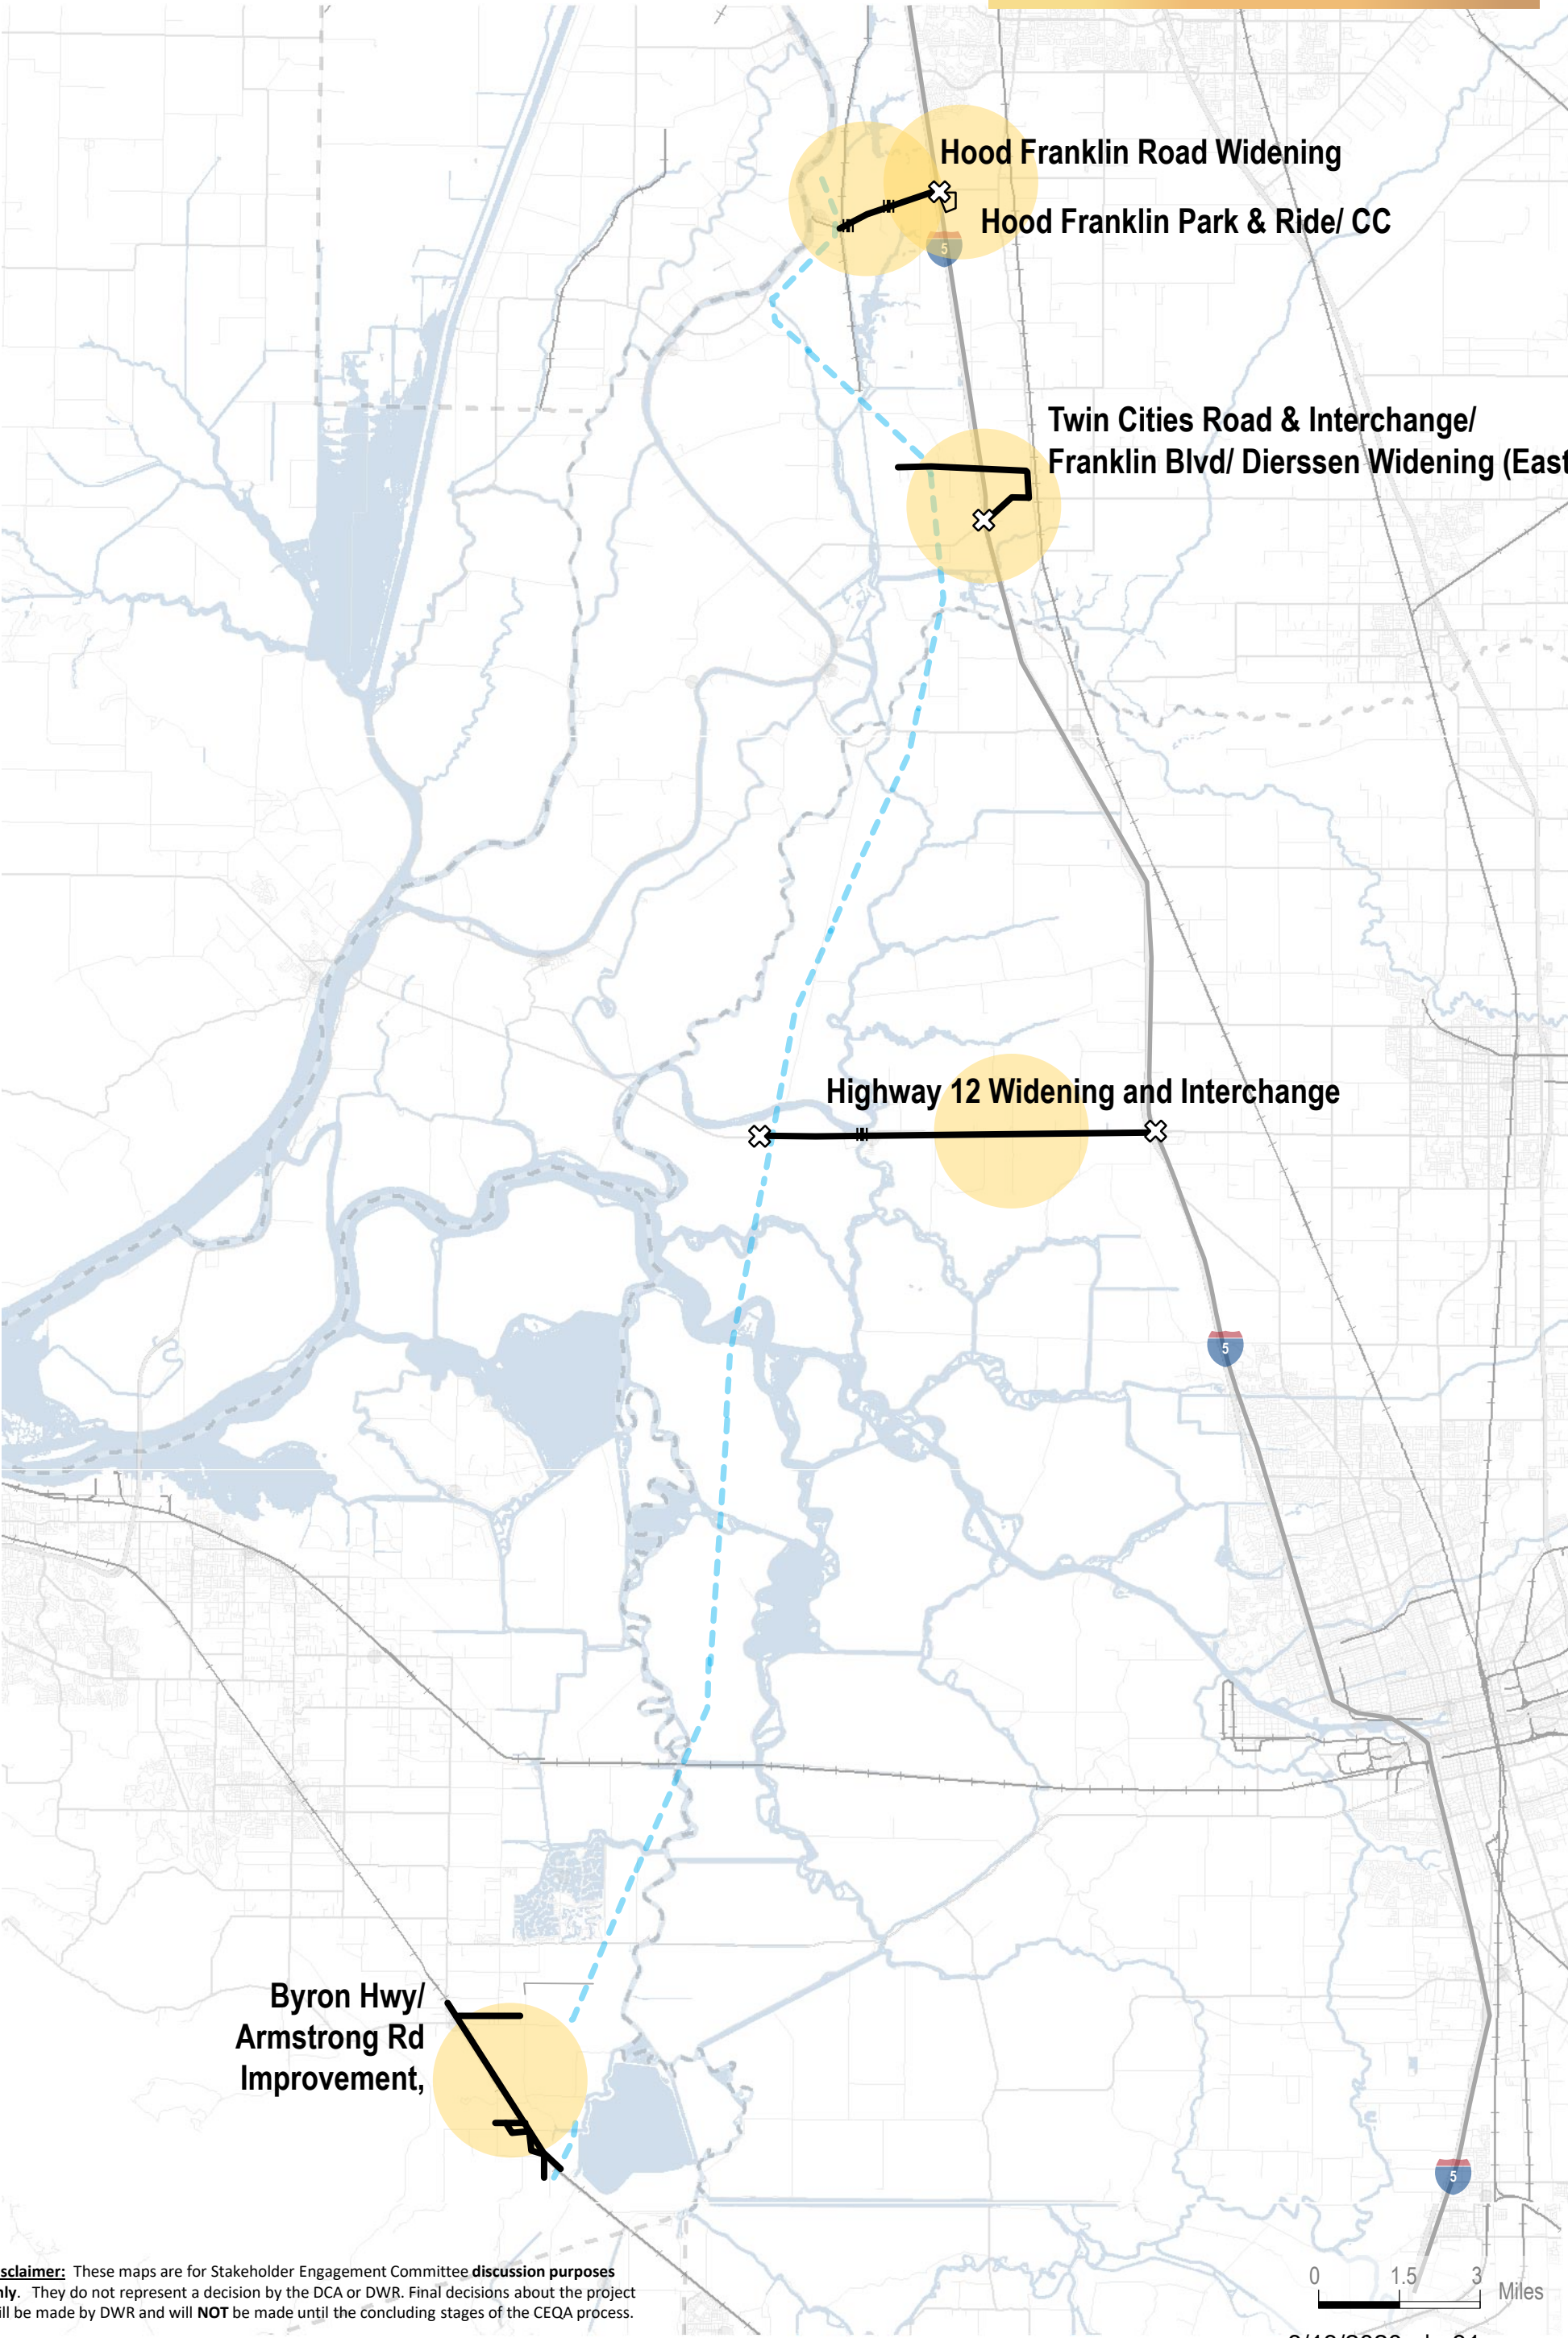 Hood Franklin Road Widening
Hood Franklin Park & Ride/ CC
5
Twin Cities Road & Interchange/
Franklin Blvd/ Dierssen Widening (East
Highway 12 Widening and Interchange
5
Byron Hwy/
Armstrong Rd
Improvement,
5
sclaimer: These maps are for Stakeholder Engagement Committee discussion purposes
nly. They do not represent a decision by the DCA or DWR. Final decisions about the project
ill be made by DWR and will NOT be made until the concluding stages of the CEQA process.
0 1.5 3 Miles